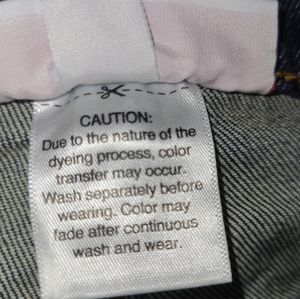 CAUTION:
Due to the nature of the
dyeing process, color
transfer may occur.
Wash separately before
wearing. Color may
fade after continuous
wash and wear.